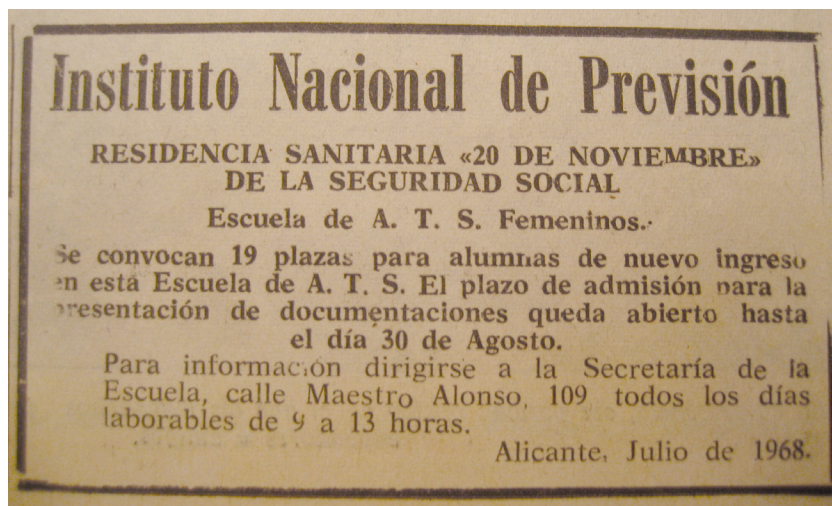 Instituto Nacional de Previsión
RESIDENCIA SANITARIA «20 DE NOVIEMBRE»
DE LA SEGURIDAD SOCIAL
Escuela de A. T. S. Femeninos.
Se convocan 19 plazas para alumnas de nuevo ingreso
en esta Escuela de A. T. S. El plazo de admisión para la
presentación de documentaciones queda abierto hasta
el día 30 de Agosto.
Para información dirigirse a la Secretaría de la
Escuela, calle Maestro Alonso, 109 todos los días
laborables de 9 a 13 horas.
Alicante, Julio de 1968.